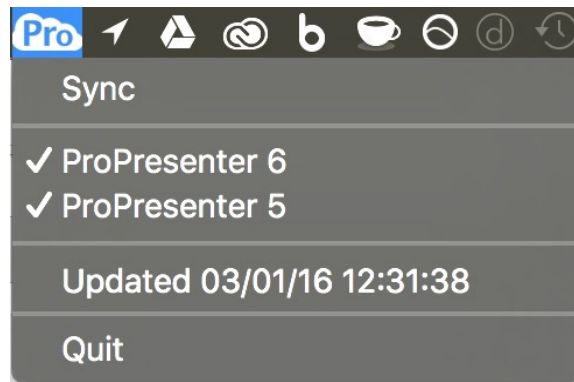 Pro
Sync
✓ ProPresenter 6
✓ ProPresenter 5
Updated 03/01/16 12:31:38
Quit